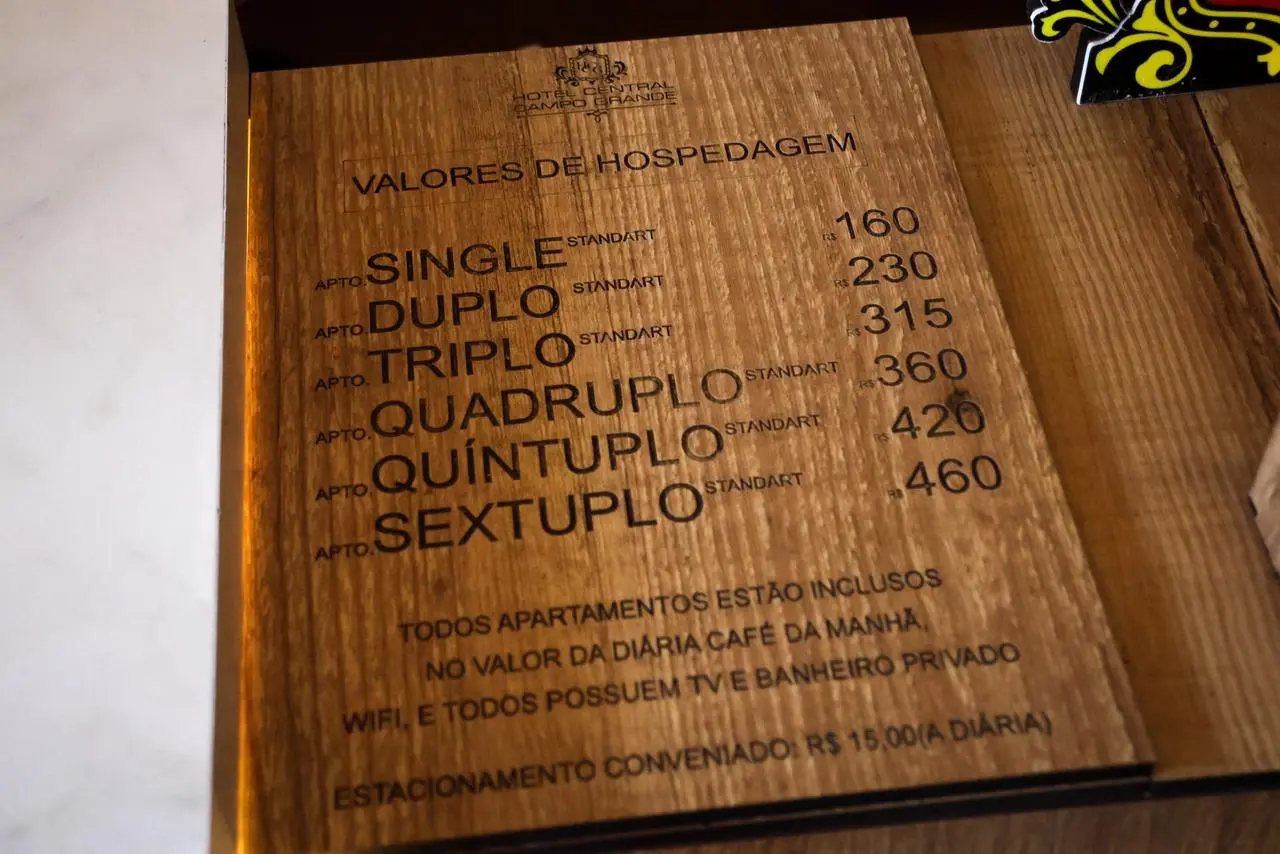 HOTEL CENTRAL
CAMPO GRANDE
VALORES DE HOSPEDAGEM
APTO. SINGLE STANDART R$ 160
APTO. DUPLO STANDART R$ 230
APTO. TRIPLO STANDART R$ 315
APTO. QUADRUPLO STANDART R$ 360
APTO. QUÍNTUPLO STANDART R$ 420
APTO. SEXTUPLO STANDART R$ 460
TODOS APARTAMENTOS ESTÃO INCLUSOS
NO VALOR DA DIÁRIA CAFÉ DA MANHÃ,
WIFI, E TODOS POSSUEM TV E BANHEIRO PRIVADO
ESTACIONAMENTO CONVENIADO: R$ 15,00(A DIÁRIA)